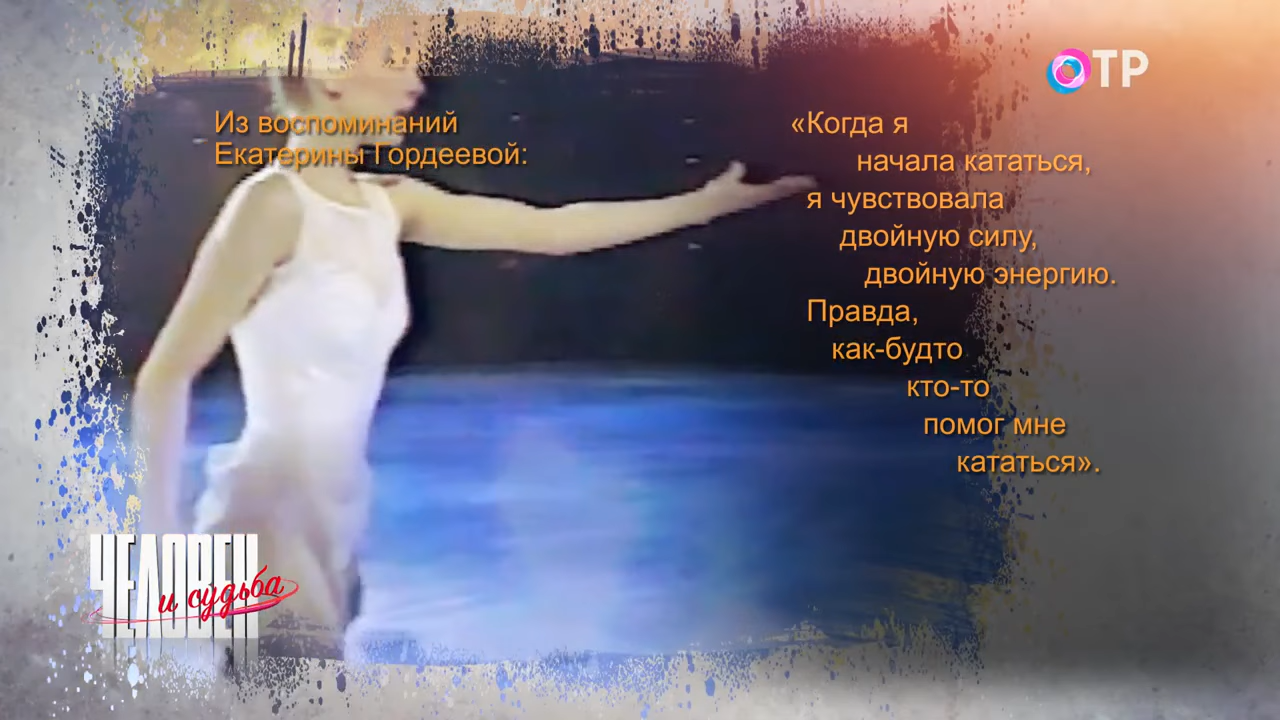 ОТР
Из воспоминаний
Екатерины Гордеевой:
«Когда я
начала кататься,
я чувствовала
двойную силу,
двойную энергию.
Правда,
как-будто
кто-то
помог мне
кататься».
ЧЕЛОВЕК
и судьба